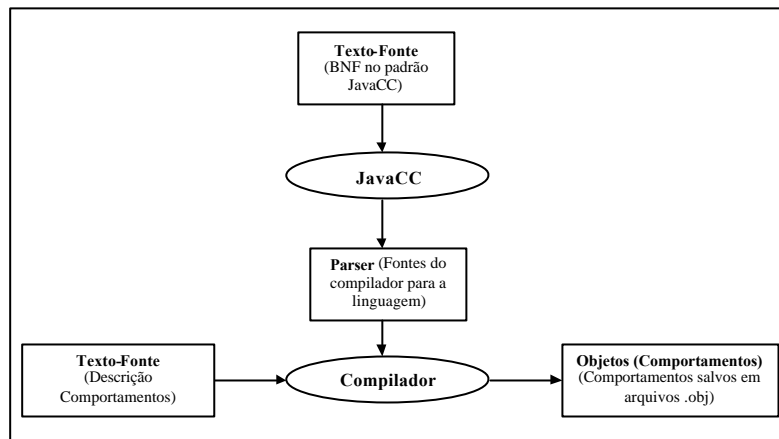 Texto-Fonte
(BNF no padrão
JavaCC)
JavaCC
Parser (Fontes do
compilador para a
linguagem)
Texto-Fonte
(Descrição
Comportamentos)
Compilador
Objetos (Comportamentos)
(Comportamentos salvos em
arquivos .obj)